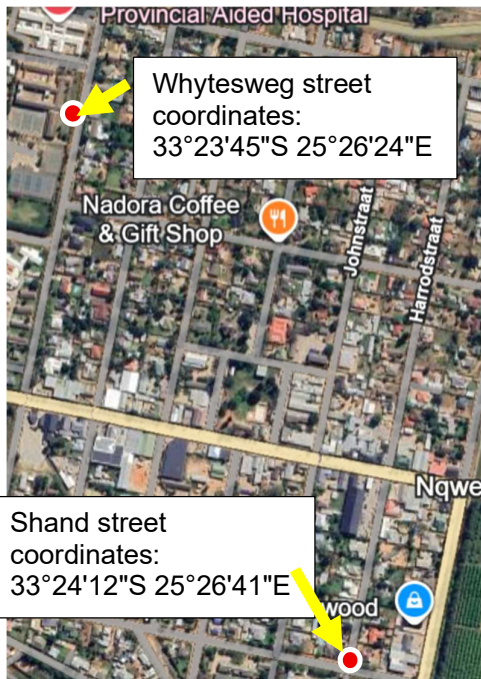 Provincial Aided Hospital
Whytesweg street
coordinates:
33°23'45"S 25°26'24"E
Nadora Coffee
& Gift Shop
Johnstraat
Harrodstraat
Nqwe
Shand street
coordinates:
33°24'12"S 25°26'41"E
wood